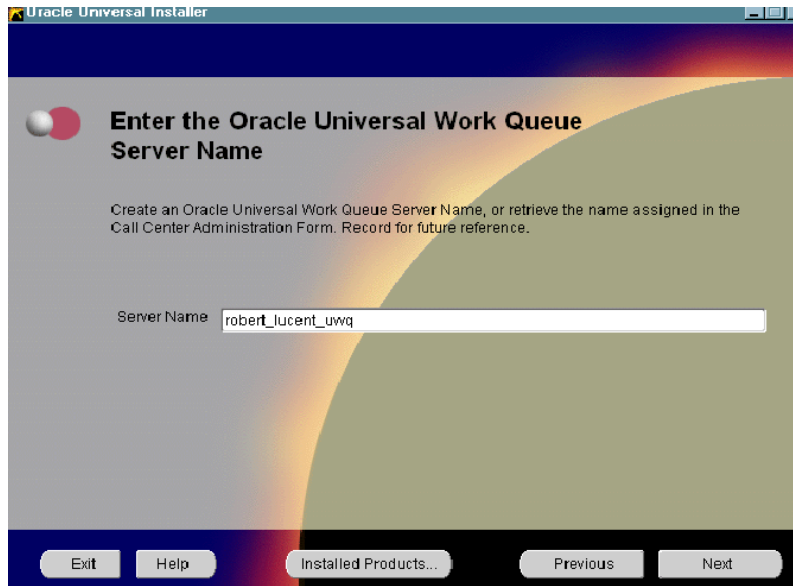 Oracle Universal Installer
Enter the Oracle Universal Work Queue
Server Name
Create an Oracle Universal Work Queue Server Name, or retrieve the name assigned in the
Call Center Administration Form. Record for future reference.
Server Name robert_lucent_uwq
Exit Help Installed Products... Previous Next